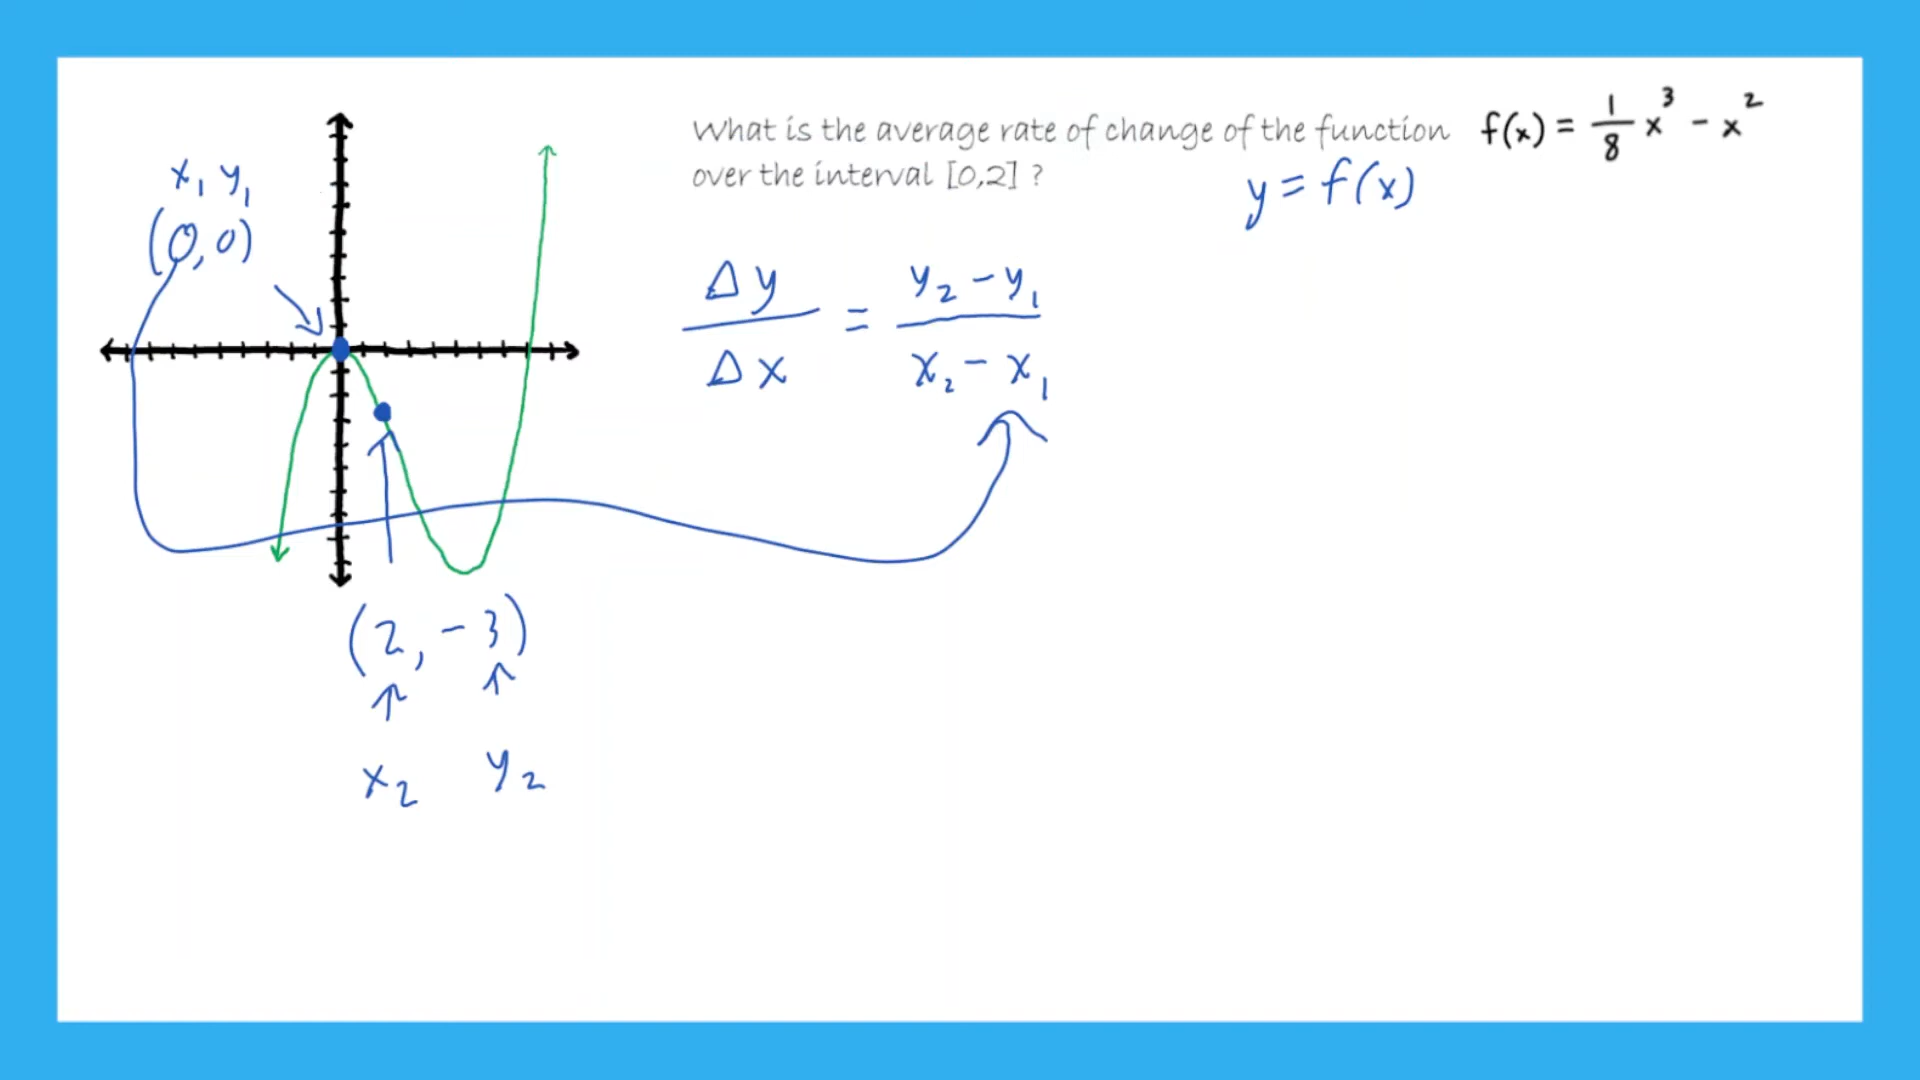 What is the average rate of change of the function f(x) = 1/8 x³ - x²
over the interval [0,2] ?
y = f(x)
x₁ y₁
(0,0)
Δy/Δx = (y₂ - y₁)/(x₂ - x₁)
(2, -3)
x₂ y₂